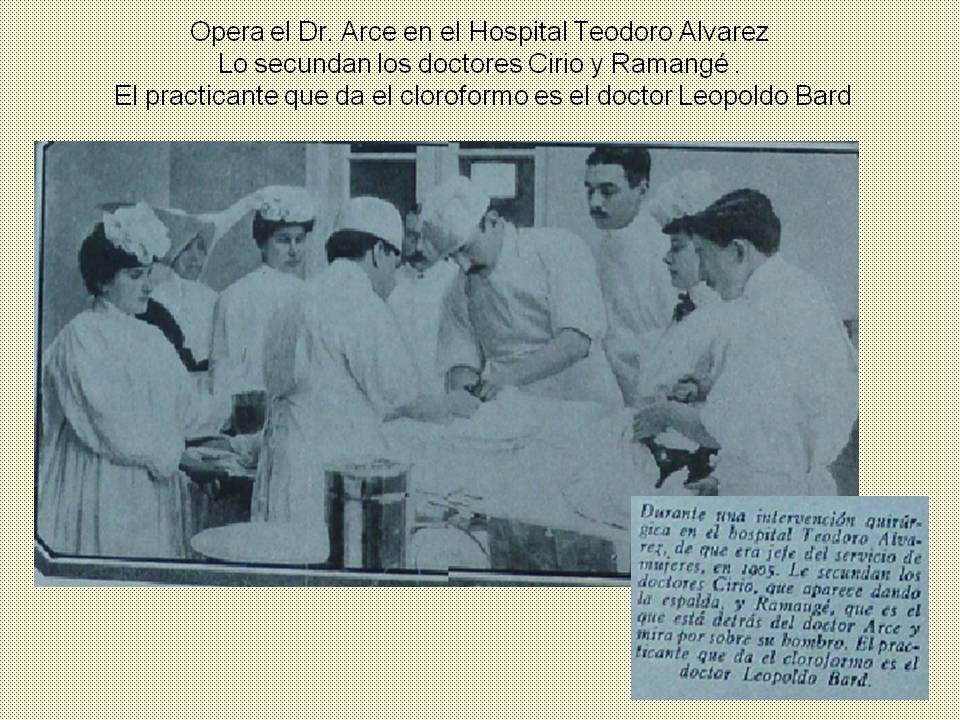 Opera el Dr. Arce en el Hospital Teodoro Alvarez
Lo secundan los doctores Cirio y Ramangé .
El practicante que da el cloroformo es el doctor Leopoldo Bard
Durante una intervención quirúr-
gica en el hospital Teodoro Alva-
rez, de que era jefe del servicio de
mujeres, en 1905. Le secundan los
doctores Cirio, que aparece dando
la espalda, y Ramaugé, que es el
que está detrás del doctor Arce y
mira por sobre su hombro. El prac-
ticante que da el cloroformo es el
doctor Leopoldo Bard.